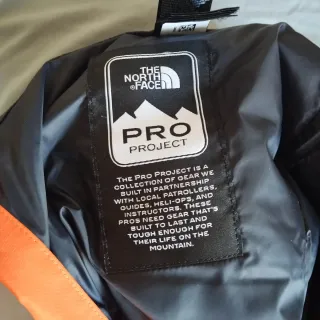 THE
NORTH
FACE
PRO
PROJECT
THE PRO PROJECT IS A
COLLECTION OF GEAR WE
BUILT IN PARTNERSHIP
WITH LOCAL PATROLLERS,
GUIDES, HELI-OPS, AND
INSTRUCTORS. THESE
PROS NEED GEAR THAT'S
BUILT TO LAST AND
TOUGH ENOUGH FOR
THEIR LIFE ON THE
MOUNTAIN.